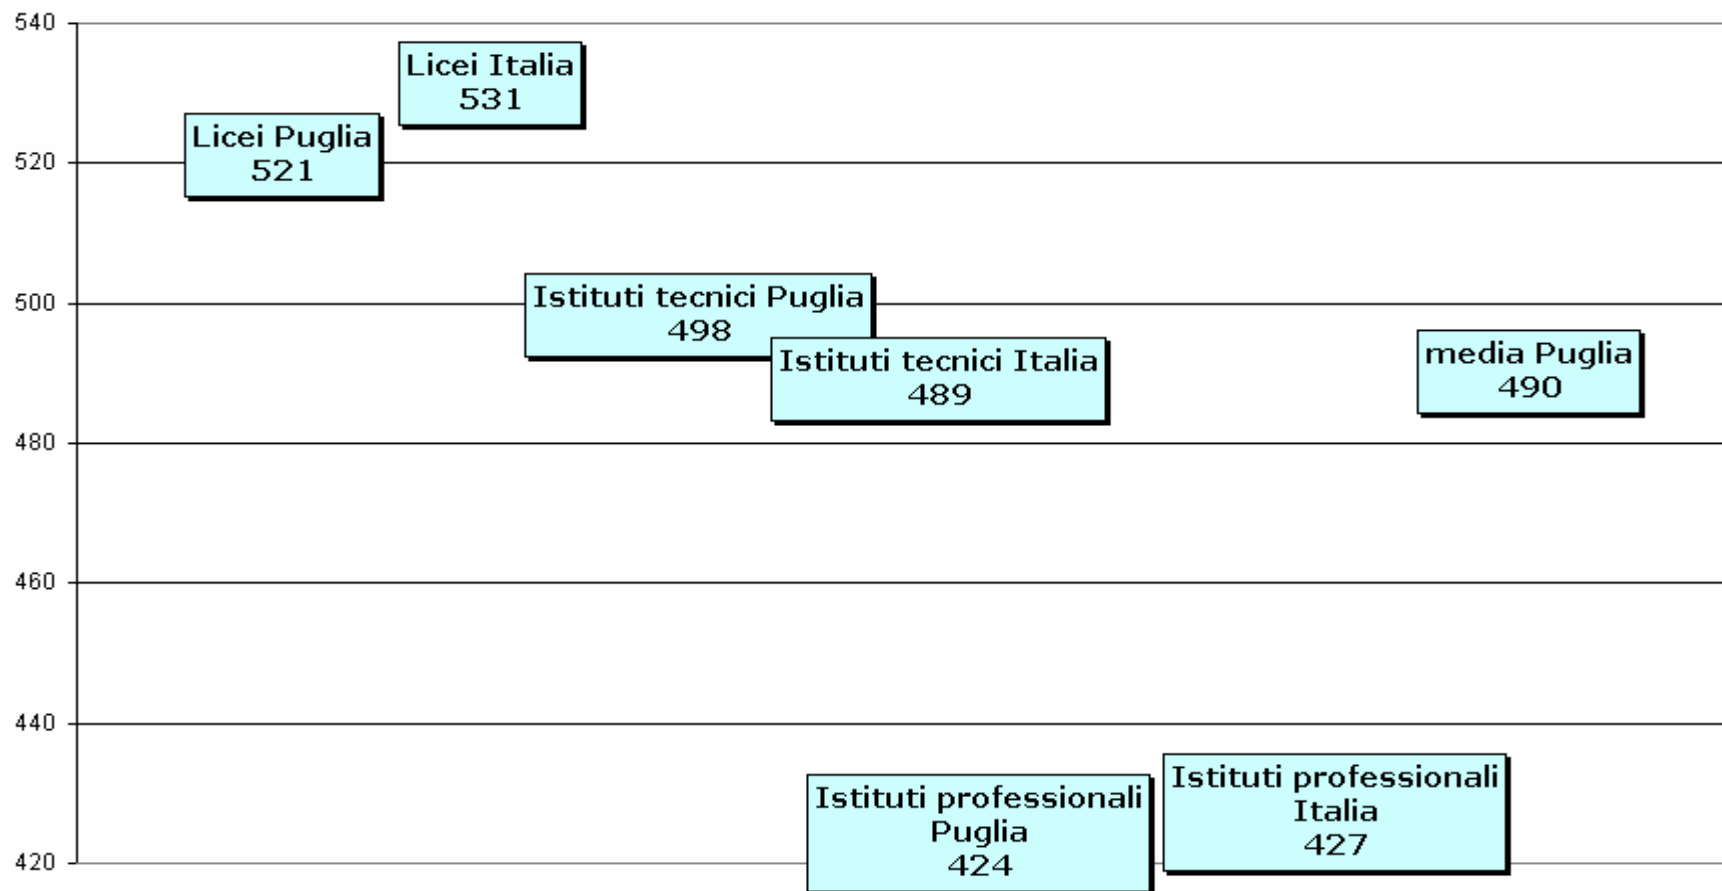 540
Licei Italia
531
Licei Puglia
521
520
500
Istituti tecnici Puglia
498
Istituti tecnici Italia
489
media Puglia
490
480
460
440
Istituti professionali
Puglia
424
Istituti professionali
Italia
427
420